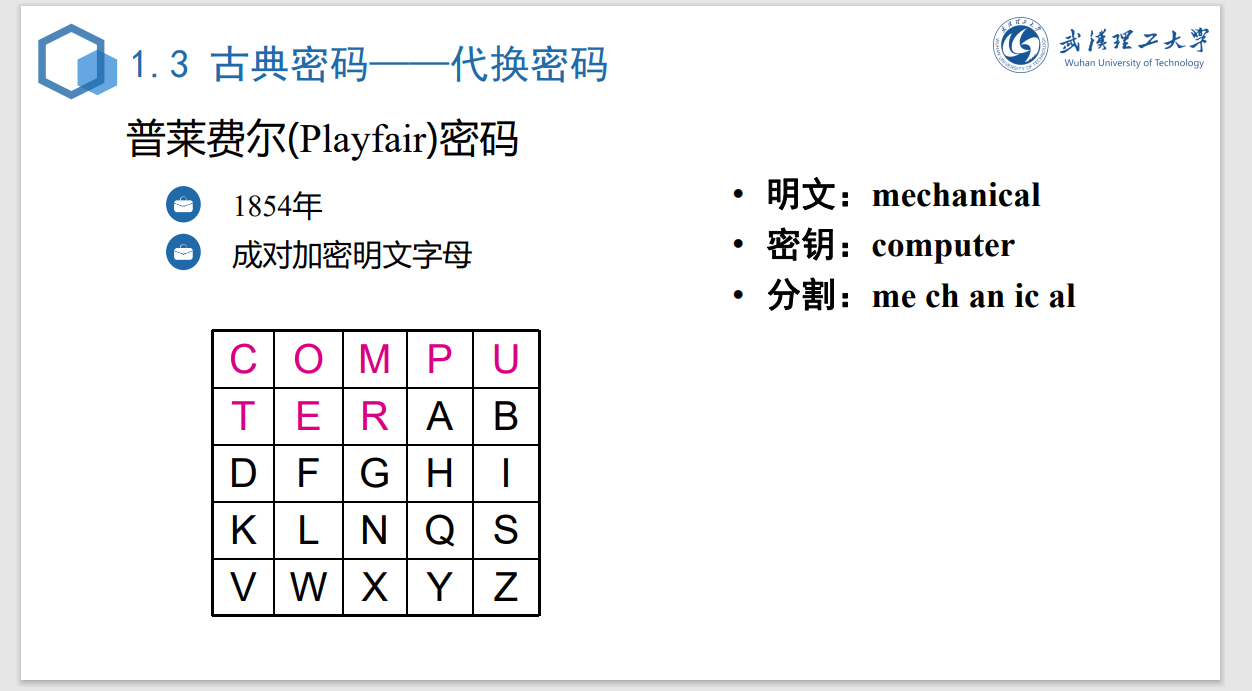 1.3 古典密码——代换密码
武汉理工大学
Wuhan University of Technology
普莱费尔(Playfair)密码
1854年
成对加密明文字母
• 明文：mechanical
• 密钥：computer
• 分割：me ch an ic al
C O M P U
T E R A B
D F G H I
K L N Q S
V W X Y Z